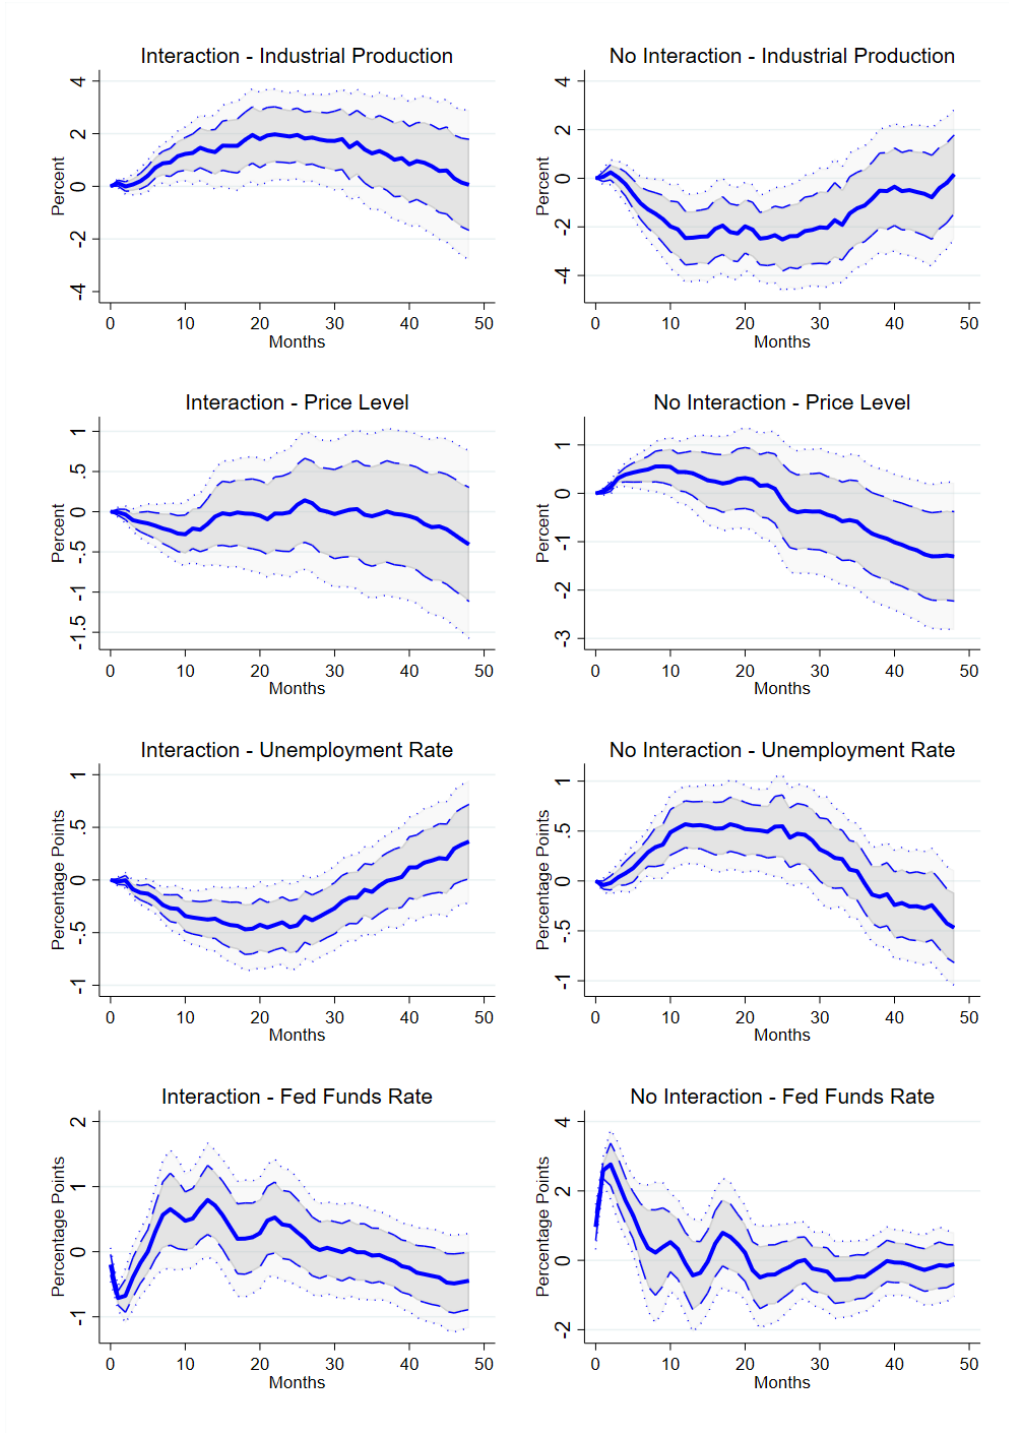 Interaction - Industrial Production
Percent
4
2
0
-2
-4
0 10 20 30 40 50
Months
No Interaction - Industrial Production
Percent
4
2
0
-2
-4
0 10 20 30 40 50
Months
Interaction - Price Level
Percent
1
.5
0
-.5
-1
-1.5
0 10 20 30 40 50
Months
No Interaction - Price Level
Percent
1
0
-1
-2
-3
0 10 20 30 40 50
Months
Interaction - Unemployment Rate
Percentage Points
1
.5
0
-.5
-1
0 10 20 30 40 50
Months
No Interaction - Unemployment Rate
Percentage Points
1
.5
0
-.5
-1
0 10 20 30 40 50
Months
Interaction - Fed Funds Rate
Percentage Points
2
1
0
-1
0 10 20 30 40 50
Months
No Interaction - Fed Funds Rate
Percentage Points
4
2
0
-2
0 10 20 30 40 50
Months